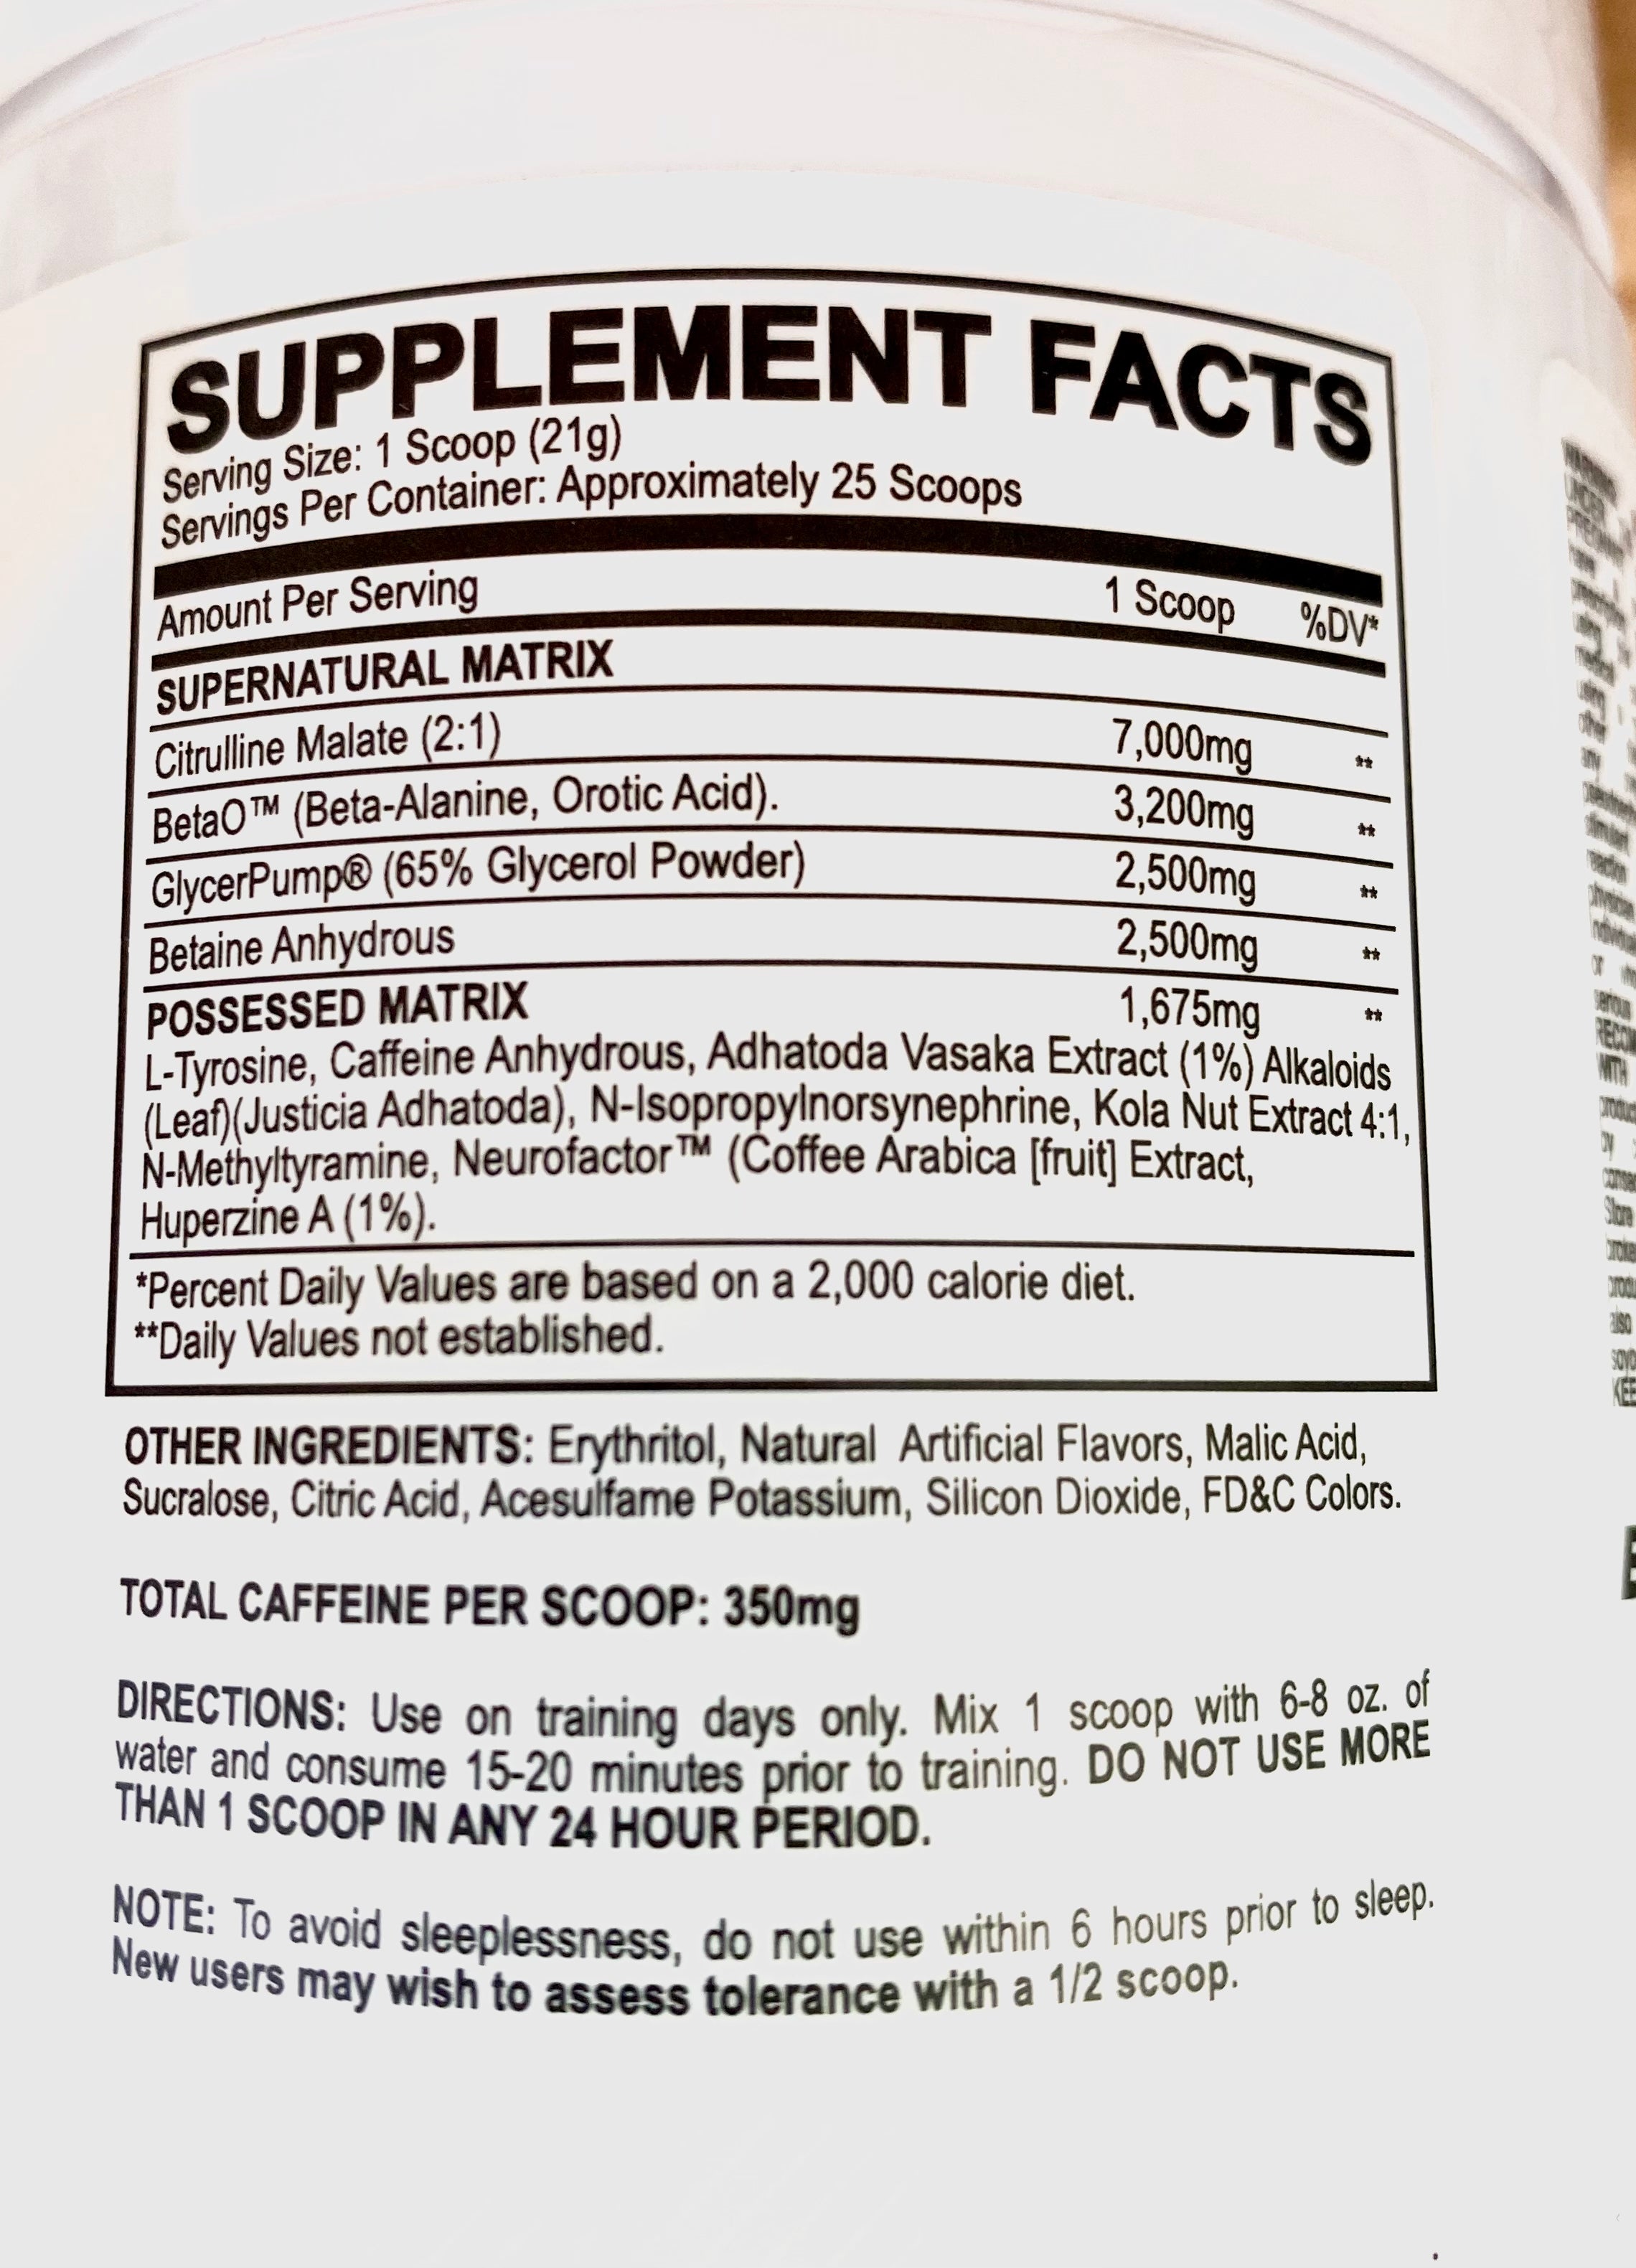 SUPPLEMENT FACTS
Serving Size: 1 Scoop (21g)
Servings Per Container: Approximately 25 Scoops
Amount Per Serving 1 Scoop %DV*
SUPERNATURAL MATRIX
Citrulline Malate (2:1) 7,000mg **
BetaO™ (Beta-Alanine, Orotic Acid). 3,200mg **
GlycerPump® (65% Glycerol Powder) 2,500mg **
Betaine Anhydrous 2,500mg **
POSSESSED MATRIX 1,675mg **
L-Tyrosine, Caffeine Anhydrous, Adhatoda Vasaka Extract (1%) Alkaloids
(Leaf)(Justicia Adhatoda), N-Isopropylnorsynephrine, Kola Nut Extract 4:1,
N-Methyltyramine, Neurofactor™ (Coffee Arabica [fruit] Extract,
Huperzine A (1%).
*Percent Daily Values are based on a 2,000 calorie diet.
**Daily Values not established.
OTHER INGREDIENTS: Erythritol, Natural Artificial Flavors, Malic Acid,
Sucralose, Citric Acid, Acesulfame Potassium, Silicon Dioxide, FD&C Colors.
TOTAL CAFFEINE PER SCOOP: 350mg
DIRECTIONS: Use on training days only. Mix 1 scoop with 6-8 oz. of
water and consume 15-20 minutes prior to training. DO NOT USE MORE
THAN 1 SCOOP IN ANY 24 HOUR PERIOD.
NOTE: To avoid sleeplessness, do not use within 6 hours prior to sleep.
New users may wish to assess tolerance with a 1/2 scoop.